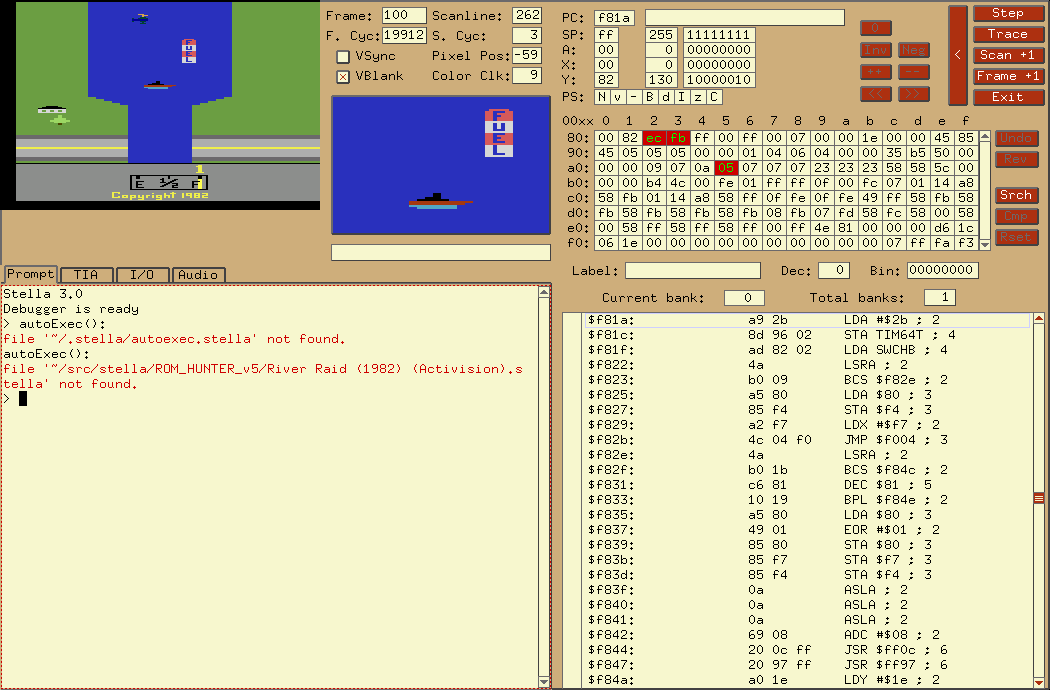 FUEL
1
E ½ F
Copyright 1982
Frame: 100 Scanline: 262
F. Cyc: 19912 S. Cyc: 3
VSync Pixel Pos: -59
VBlank Color Clk: 9
FUEL
PC: f81a
SP: ff 255 11111111
A: 00 0 00000000
X: 00 0 00000000
Y: 82 130 10000010
PS: N v - B d I z C
0
Inv Neg
++ --
<< >>
<
Step
Trace
Scan +1
Frame +1
Exit
00xx 0 1 2 3 4 5 6 7 8 9 a b c d e f
80: 00 82 ec fb ff 00 ff 00 07 00 00 1e 00 00 45 85
90: 45 05 05 05 00 00 01 04 06 04 00 00 35 b5 50 00
a0: 00 00 09 07 0a 05 07 07 07 23 23 23 58 58 5c 00
b0: 00 00 b4 4c 00 fe 01 ff ff 0f 00 fc 07 01 14 a8
c0: 58 fb 01 14 a8 58 ff 0f fe 0f fe 49 ff 58 fb 58
d0: fb 58 fb 58 fb 58 fb 08 fb 07 fd 58 fc 58 00 58
e0: 00 58 ff 58 ff 58 ff 00 ff 4e 81 00 00 00 d6 1c
f0: 06 1e 00 00 00 00 00 00 00 00 00 00 07 ff fa f3
Undo
Rev
Srch
Cmp
Rset
Label: Dec: 0 Bin: 00000000
Current bank: 0 Total banks: 1
Prompt TIA I/O Audio
Stella 3.0
Debugger is ready
> autoExec():
file '~/.stella/autoexec.stella' not found.
autoExec():
file '~/src/stella/ROM_HUNTER_v5/River Raid (1982) (Activision).s
tella' not found.
>
$f81a: a9 2b LDA #$2b ; 2
$f81c: 8d 96 02 STA TIM64T ; 4
$f81f: ad 82 02 LDA SWCHB ; 4
$f822: 4a LSRA ; 2
$f823: b0 09 BCS $f82e ; 2
$f825: a5 80 LDA $80 ; 3
$f827: 85 f4 STA $f4 ; 3
$f829: a2 f7 LDX #$f7 ; 2
$f82b: 4c 04 f0 JMP $f004 ; 3
$f82e: 4a LSRA ; 2
$f82f: b0 1b BCS $f84c ; 2
$f831: c6 81 DEC $81 ; 5
$f833: 10 19 BPL $f84e ; 2
$f835: a5 80 LDA $80 ; 3
$f837: 49 01 EOR #$01 ; 2
$f839: 85 80 STA $80 ; 3
$f83b: 85 f7 STA $f7 ; 3
$f83d: 85 f4 STA $f4 ; 3
$f83f: 0a ASLA ; 2
$f840: 0a ASLA ; 2
$f841: 0a ASLA ; 2
$f842: 69 08 ADC #$08 ; 2
$f844: 20 0c ff JSR $ff0c ; 6
$f847: 20 97 ff JSR $ff97 ; 6
$f84a: a0 1e LDY #$1e ; 2